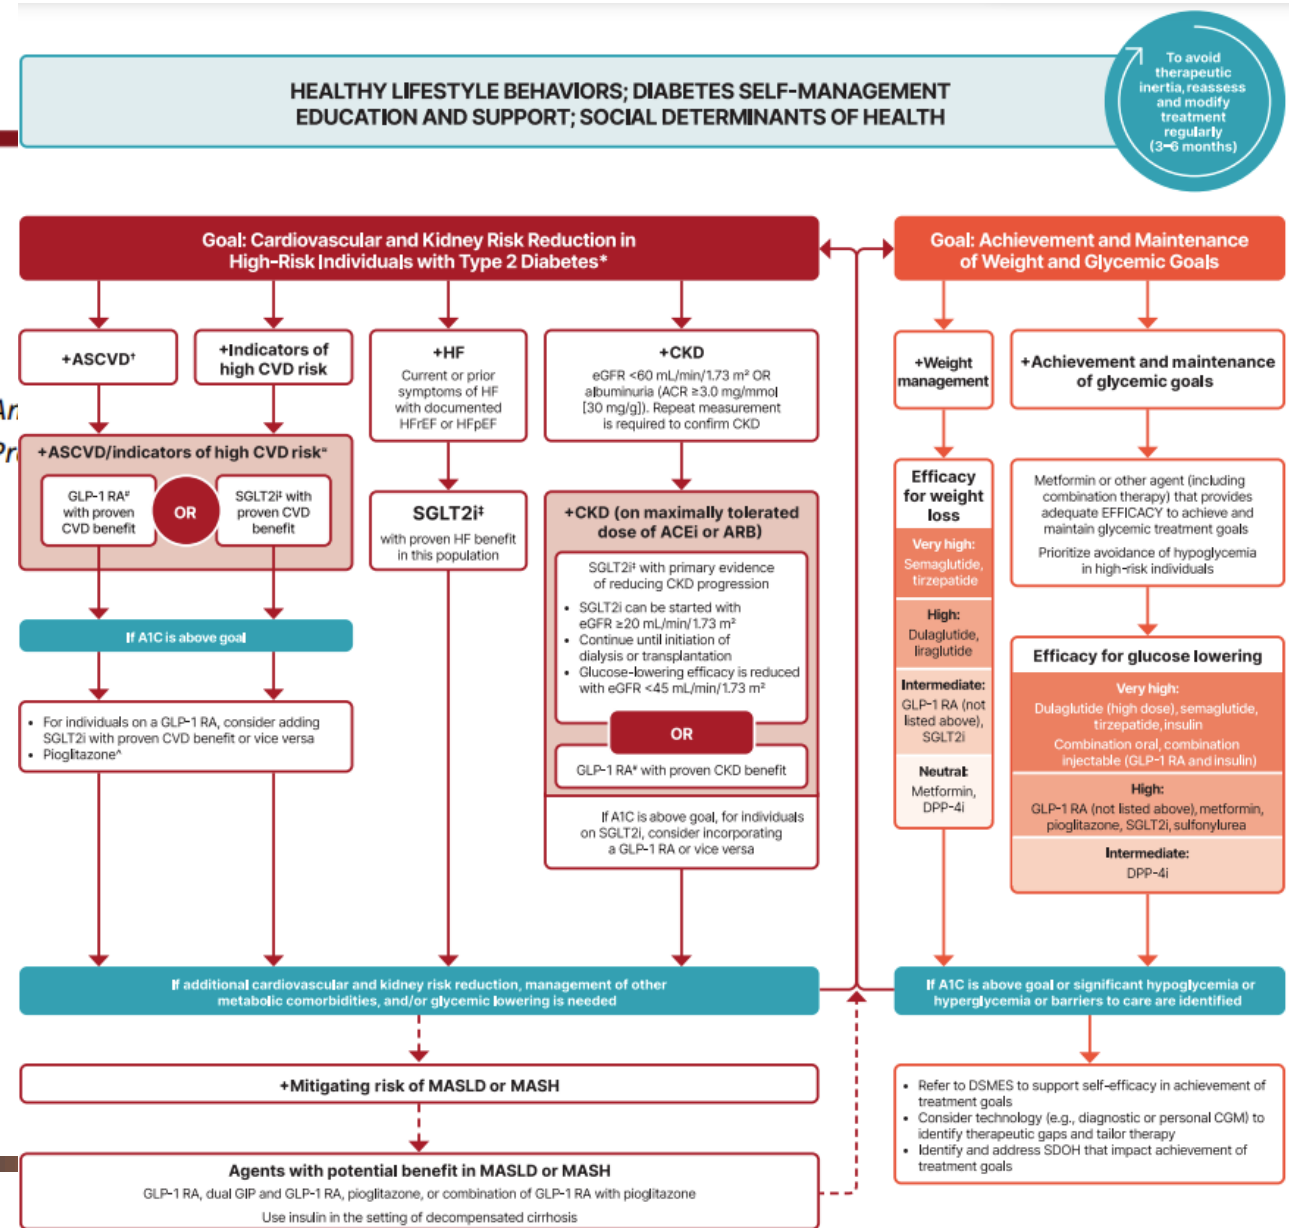 HEALTHY LIFESTYLE BEHAVIORS; DIABETES SELF-MANAGEMENT
EDUCATION AND SUPPORT; SOCIAL DETERMINANTS OF HEALTH
To avoid
therapeutic
inertia, reassess
and modify
treatment
regularly
(3–6 months)
Goal: Cardiovascular and Kidney Risk Reduction in
High-Risk Individuals with Type 2 Diabetes*
+ASCVD†
+Indicators of
high CVD risk
+HF
Current or prior
symptoms of HF
with documented
HFrEF or HFpEF
+CKD
eGFR <60 mL/min/1.73 m² OR
albuminuria (ACR ≥3.0 mg/mmol
[30 mg/g]). Repeat measurement
is required to confirm CKD
+ASCVD/indicators of high CVD risk
GLP-1 RA#
with proven
CVD benefit
OR
SGLT2i‡ with
proven CVD
benefit
If A1C is above goal
• For individuals on a GLP-1 RA, consider adding
SGLT2i with proven CVD benefit or vice versa
• Pioglitazone^
SGLT2i‡
with proven HF benefit
in this population
+CKD (on maximally tolerated
dose of ACEi or ARB)
SGLT2i‡ with primary evidence
of reducing CKD progression
• SGLT2i can be started with
eGFR ≥20 mL/min/1.73 m²
• Continue until initiation of
dialysis or transplantation
• Glucose-lowering efficacy is reduced
with eGFR <45 mL/min/1.73 m²
OR
GLP-1 RA# with proven CKD benefit
If A1C is above goal, for individuals
on SGLT2i, consider incorporating
a GLP-1 RA or vice versa
If additional cardiovascular and kidney risk reduction, management of other
metabolic comorbidities, and/or glycemic lowering is needed
+Mitigating risk of MASLD or MASH
Agents with potential benefit in MASLD or MASH
GLP-1 RA, dual GIP and GLP-1 RA, pioglitazone, or combination of GLP-1 RA with pioglitazone
Use insulin in the setting of decompensated cirrhosis
Goal: Achievement and Maintenance
of Weight and Glycemic Goals
+Weight
management
Efficacy
for weight
loss
Very high:
Semaglutide,
tirzepatide
High:
Dulaglutide,
liraglutide
Intermediate:
GLP-1 RA (not
listed above),
SGLT2i
Neutral:
Metformin,
DPP-4i
+Achievement and maintenance
of glycemic goals
Metformin or other agent (including
combination therapy) that provides
adequate EFFICACY to achieve and
maintain glycemic treatment goals
Prioritize avoidance of hypoglycemia
in high-risk individuals
Efficacy for glucose lowering
Very high:
Dulaglutide (high dose), semaglutide,
tirzepatide, insulin
Combination oral, combination
injectable (GLP-1 RA and insulin)
High:
GLP-1 RA (not listed above), metformin,
pioglitazone, SGLT2i, sulfonylurea
Intermediate:
DPP-4i
If A1C is above goal or significant hypoglycemia or
hyperglycemia or barriers to care are identified
• Refer to DSMES to support self-efficacy in achievement of
treatment goals
• Consider technology (e.g., diagnostic or personal CGM) to
identify therapeutic gaps and tailor therapy
• Identify and address SDOH that impact achievement of
treatment goals